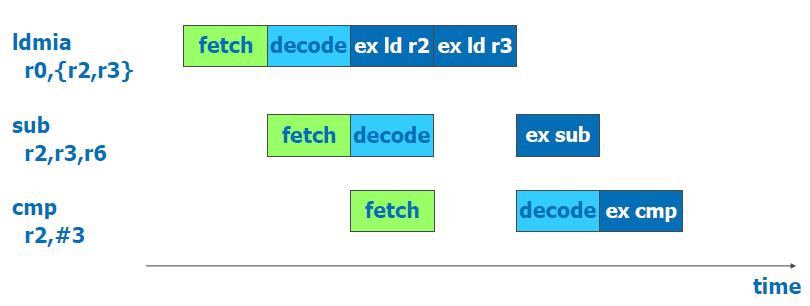 ldmia
r0,{r2,r3}
fetch decode ex ld r2 ex ld r3
sub
r2,r3,r6
fetch decode ex sub
cmp
r2,#3
fetch decode ex cmp
time